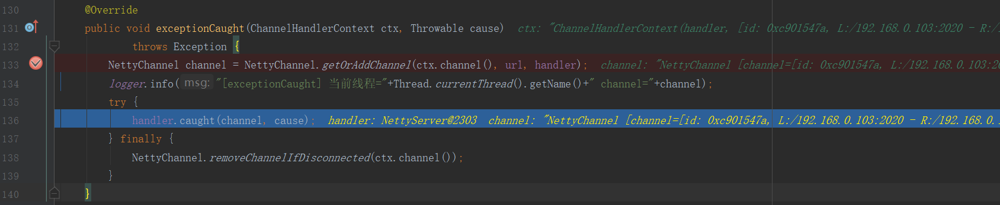 130 @Override
131 public void exceptionCaught(ChannelHandlerContext ctx, Throwable cause) ctx: "ChannelHandlerContext(handler, [id: 0xc901547a, L:/192.168.0.103:2020 - R:/1
132 throws Exception {
133 NettyChannel channel = NettyChannel.getOrAddChannel(ctx.channel(), url, handler); channel: "NettyChannel [channel=[id: 0xc901547a, L:/192.168.0.103:20
134 logger.info( msg: "[exceptionCaught] 当前线程="+Thread.currentThread().getName()+" channel="+channel);
135 try {
136 handler.caught(channel, cause); handler: NettyServer@2303 channel: "NettyChannel [channel=[id: 0xc901547a, L:/192.168.0.103:2020 - R:/192.168.0.1
137 } finally {
138 NettyChannel.removeChannelIfDisconnected(ctx.channel());
139 }
140 }